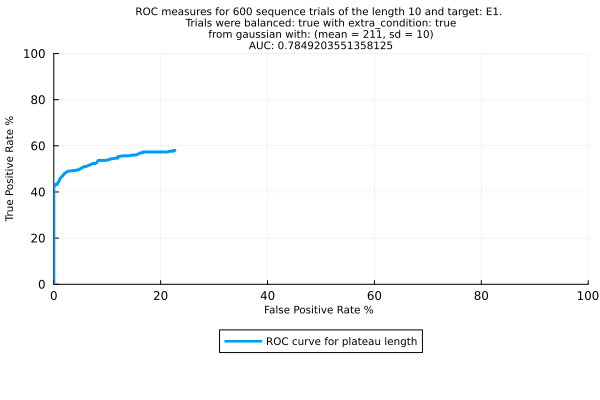 ROC measures for 600 sequence trials of the length 10 and target: E1.
Trials were balanced: true with extra_condition: true
from gaussian with: (mean = 211, sd = 10)
AUC: 0.7849203551358125
100
80
60
40
20
0
True Positive Rate %
0 20 40 60 80 100
False Positive Rate %
ROC curve for plateau length